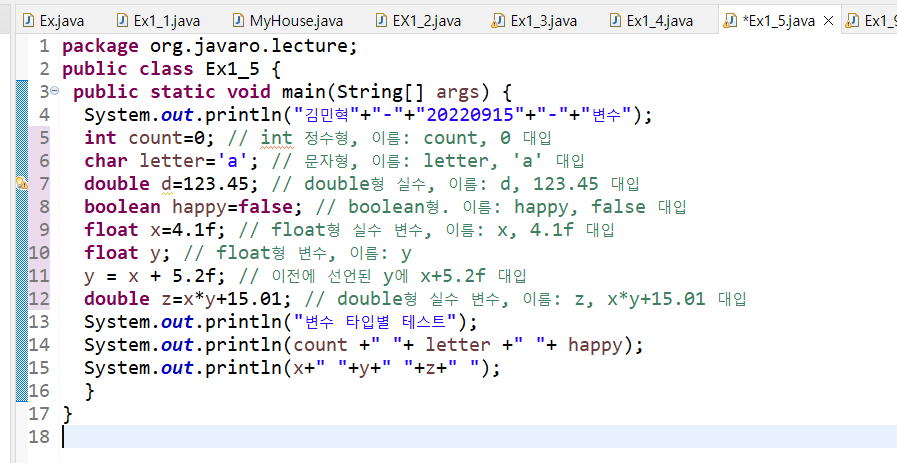 Ex.java Ex1_1.java MyHouse.java EX1_2.java Ex1_3.java Ex1_4.java *Ex1_5.java Ex1_9
1 package org.javaro.lecture;
2 public class Ex1_5 {
3 public static void main(String[] args) {
4 System.out.println("김민혁"+"-"+"20220915"+"-"+"변수");
5 int count=0; // int 정수형, 이름: count, 0 대입
6 char letter='a'; // 문자형, 이름: letter, 'a' 대입
7 double d=123.45; // double형 실수, 이름: d, 123.45 대입
8 boolean happy=false; // boolean형. 이름: happy, false 대입
9 float x=4.1f; // float형 실수 변수, 이름: x, 4.1f 대입
10 float y; // float형 변수, 이름: y
11 y = x + 5.2f; // 이전에 선언된 y에 x+5.2f 대입
12 double z=x*y+15.01; // double형 실수 변수, 이름: z, x*y+15.01 대입
13 System.out.println("변수 타입별 테스트");
14 System.out.println(count +" "+ letter +" "+ happy);
15 System.out.println(x+" "+y+" "+z+" ");
16 }
17 }
18